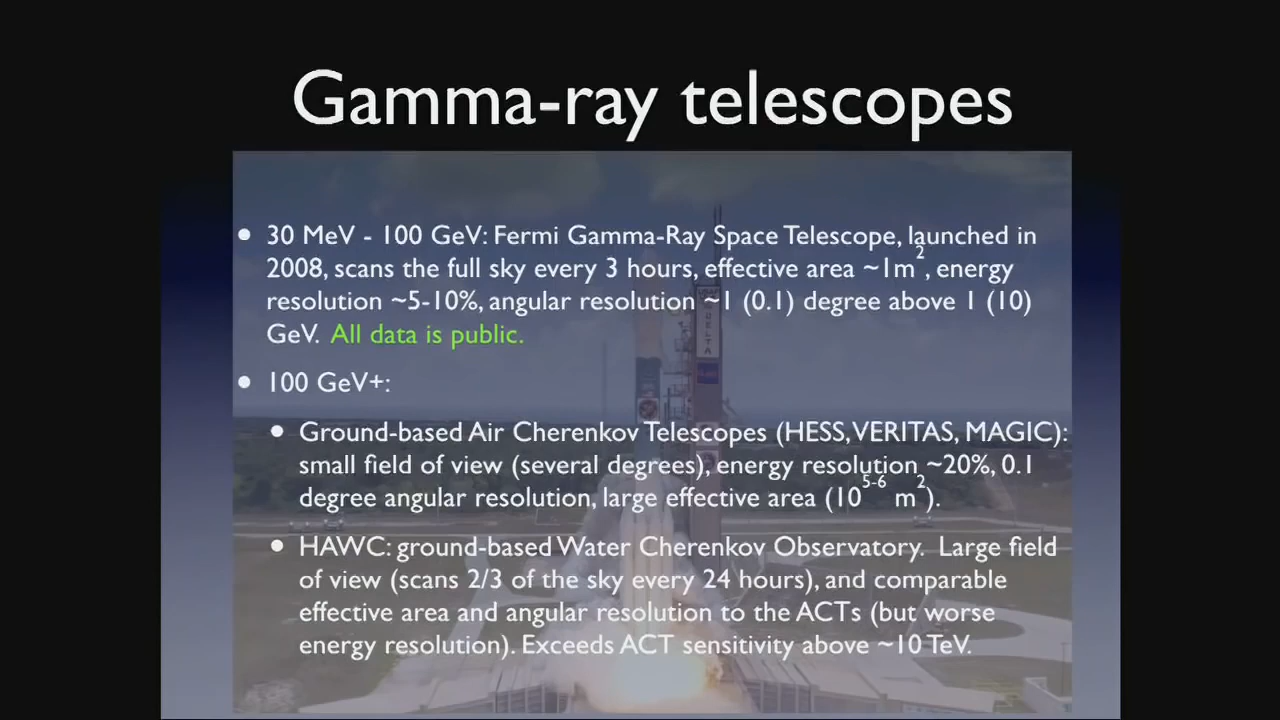 Gamma-ray telescopes
• 30 MeV - 100 GeV: Fermi Gamma-Ray Space Telescope, launched in
2008, scans the full sky every 3 hours, effective area ~1m², energy
resolution ~5-10%, angular resolution ~1 (0.1) degree above 1 (10)
GeV. All data is public.
• 100 GeV+:
• Ground-based Air Cherenkov Telescopes (HESS, VERITAS, MAGIC):
small field of view (several degrees), energy resolution ~20%, 0.1
degree angular resolution, large effective area (10⁵⁻⁶ m²).
• HAWC: ground-based Water Cherenkov Observatory. Large field
of view (scans 2/3 of the sky every 24 hours), and comparable
effective area and angular resolution to the ACTs (but worse
energy resolution). Exceeds ACT sensitivity above ~10 TeV.
DELTA